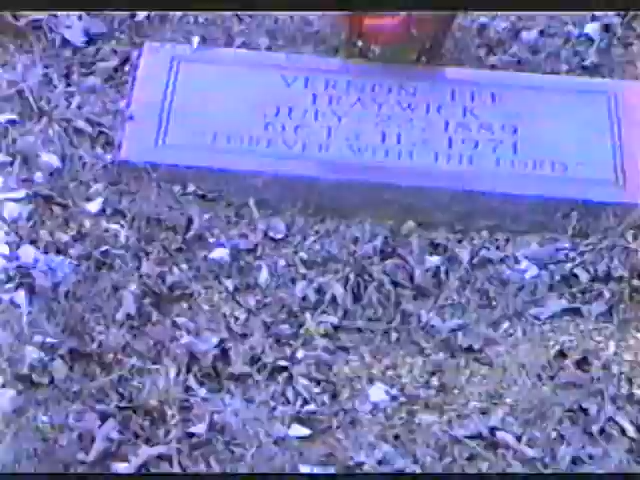 VERNON LEE
TRAYWICK
JULY 1889
OCT. 11, 1971
FOREVER WITH THE LORD